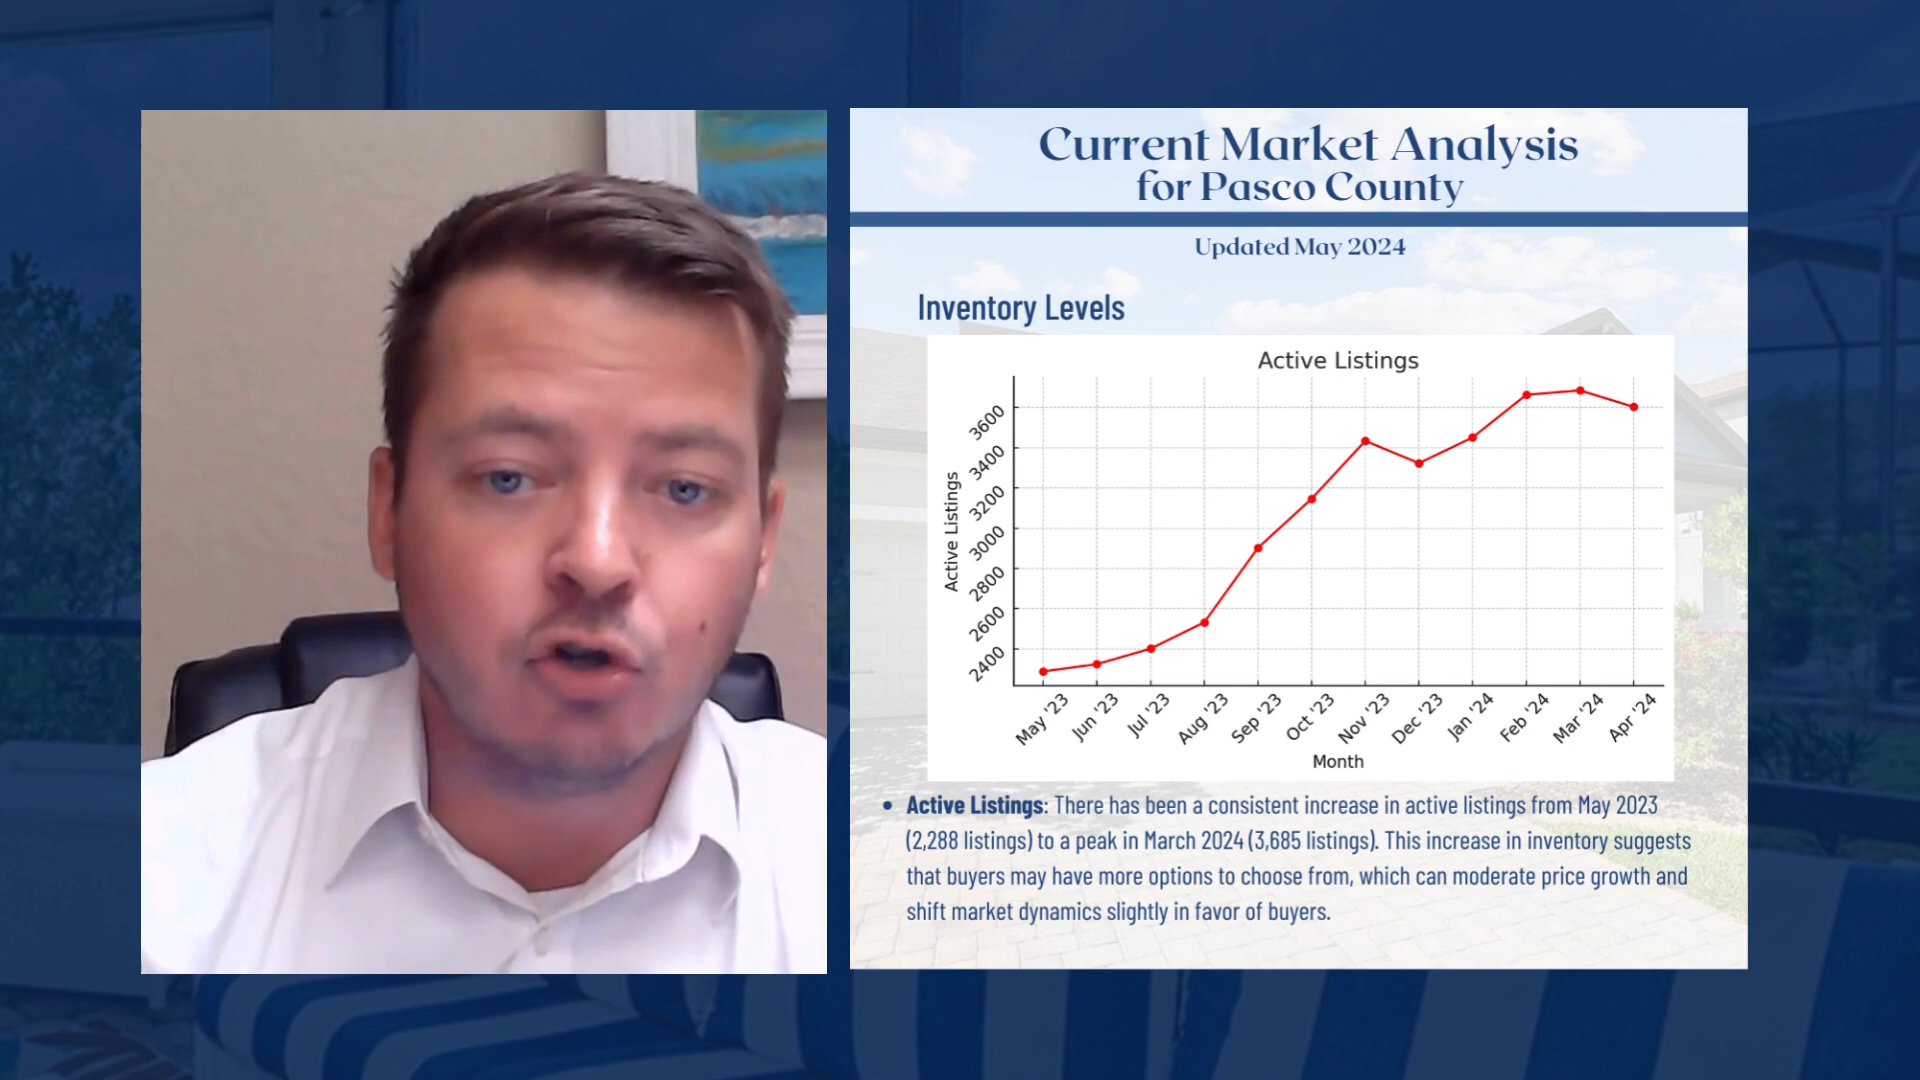 Current Market Analysis
for Pasco County
Updated May 2024
Inventory Levels
Active Listings
Active Listings
3600
3400
3200
3000
2800
2600
2400
May '23
Jun '23
Jul '23
Aug '23
Sep '23
Oct '23
Nov '23
Dec '23
Jan '24
Feb '24
Mar '24
Apr '24
Month
• Active Listings: There has been a consistent increase in active listings from May 2023
(2,288 listings) to a peak in March 2024 (3,685 listings). This increase in inventory suggests
that buyers may have more options to choose from, which can moderate price growth and
shift market dynamics slightly in favor of buyers.